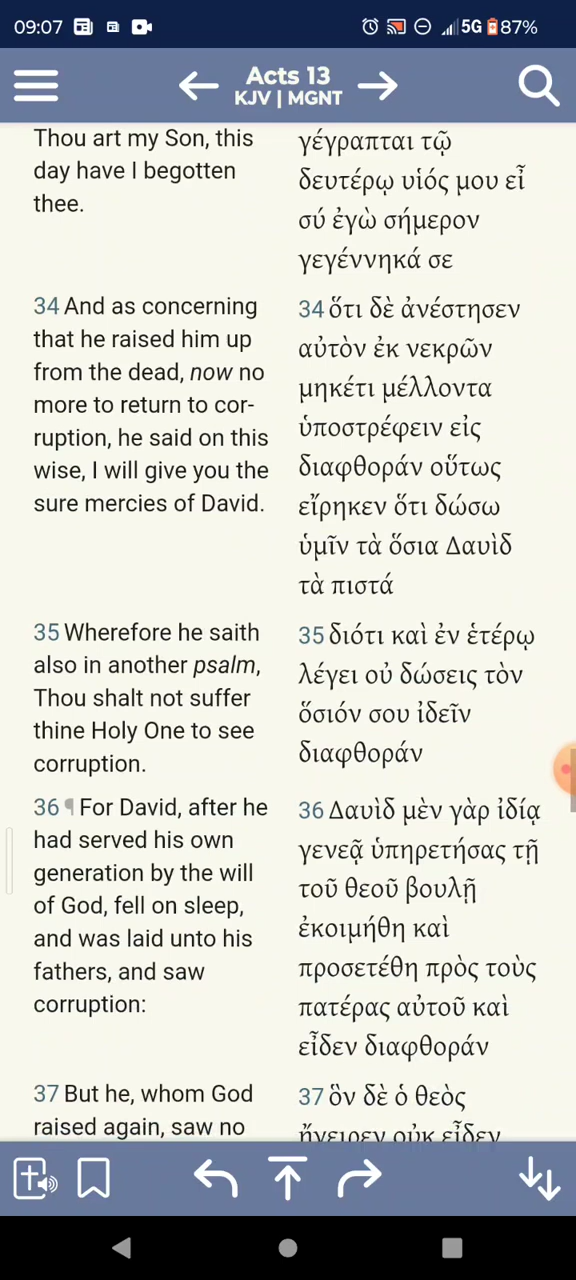 09:07
5G 87%
Acts 13
KJV | MGNT
Thou art my Son, this
day have I begotten
thee.
γέγραπται τῷ
δευτέρῳ υἱός μου εἶ
σύ ἐγὼ σήμερον
γεγέννηκά σε
34 And as concerning
that he raised him up
from the dead, now no
more to return to cor-
ruption, he said on this
wise, I will give you the
sure mercies of David.
34 ὅτι δὲ ἀνέστησεν
αὐτὸν ἐκ νεκρῶν
μηκέτι μέλλοντα
ὑποστρέφειν εἰς
διαφθοράν οὕτως
εἴρηκεν ὅτι δώσω
ὑμῖν τὰ ὅσια Δαυὶδ
τὰ πιστά
35 Wherefore he saith
also in another psalm,
Thou shalt not suffer
thine Holy One to see
corruption.
35 διότι καὶ ἐν ἑτέρῳ
λέγει οὐ δώσεις τὸν
ὅσιόν σου ἰδεῖν
διαφθοράν
36 ¶ For David, after he
had served his own
generation by the will
of God, fell on sleep,
and was laid unto his
fathers, and saw
corruption:
36 Δαυὶδ μὲν γὰρ ἰδίᾳ
γενεᾷ ὑπηρετήσας τῇ
τοῦ θεοῦ βουλῇ
ἐκοιμήθη καὶ
προσετέθη πρὸς τοὺς
πατέρας αὐτοῦ καὶ
εἶδεν διαφθοράν
37 But he, whom God
raised again, saw no
37 ὃν δὲ ὁ θεὸς
ἤγειρεν οὐκ εἶδεν